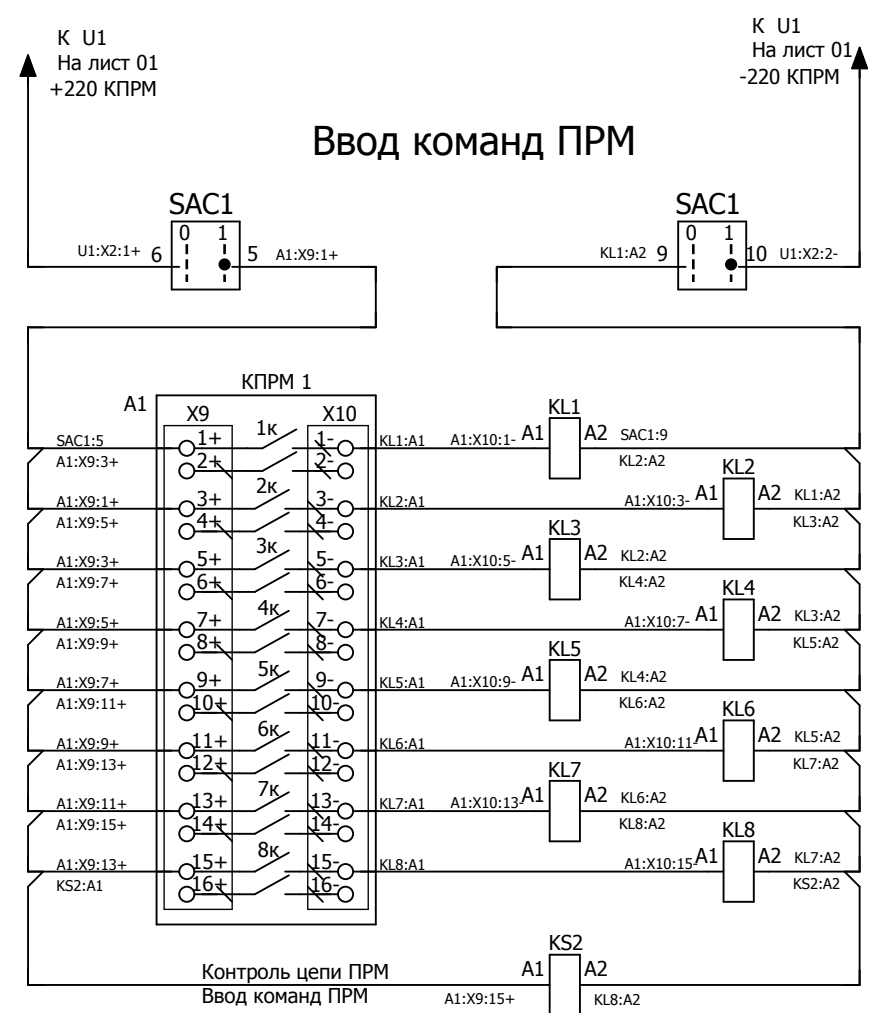 К U1
На лист 01
+220 КПРМ
К U1
На лист 01
-220 КПРМ
Ввод команд ПРМ
SAC1
SAC1
0 1
0 1
U1:X2:1+ 6 5 A1:X9:1+
KL1:A2 9 10 U1:X2:2-
КПРМ 1
A1
X9 X10
KL1
SAC1:5 1+ 1к 1- KL1:A1 A1:X10:1- A1 A2 SAC1:9
A1:X9:3+ 2+ 2- KL2:A2
KL2
A1:X9:1+ 3+ 2к 3- KL2:A1 A1:X10:3- A1 A2 KL1:A2
A1:X9:5+ 4+ 4- KL3:A2
KL3
A1:X9:3+ 5+ 3к 5- KL3:A1 A1:X10:5- A1 A2 KL2:A2
A1:X9:7+ 6+ 6- KL4:A2
KL4
A1:X9:5+ 7+ 4к 7- KL4:A1 A1:X10:7- A1 A2 KL3:A2
A1:X9:9+ 8+ 8- KL5:A2
KL5
A1:X9:7+ 9+ 5к 9- KL5:A1 A1:X10:9- A1 A2 KL4:A2
A1:X9:11+ 10+ 10- KL6:A2
KL6
A1:X9:9+ 11+ 6к 11- KL6:A1 A1:X10:11- A1 A2 KL5:A2
A1:X9:13+ 12+ 12- KL7:A2
KL7
A1:X9:11+ 13+ 7к 13- KL7:A1 A1:X10:13- A1 A2 KL6:A2
A1:X9:15+ 14+ 14- KL8:A2
KL8
A1:X9:13+ 15+ 8к 15- KL8:A1 A1:X10:15- A1 A2 KL7:A2
KS2:A1 16+ 16- KS2:A2
KS2
Контроль цепи ПРМ A1 A2
Ввод команд ПРМ A1:X9:15+ KL8:A2